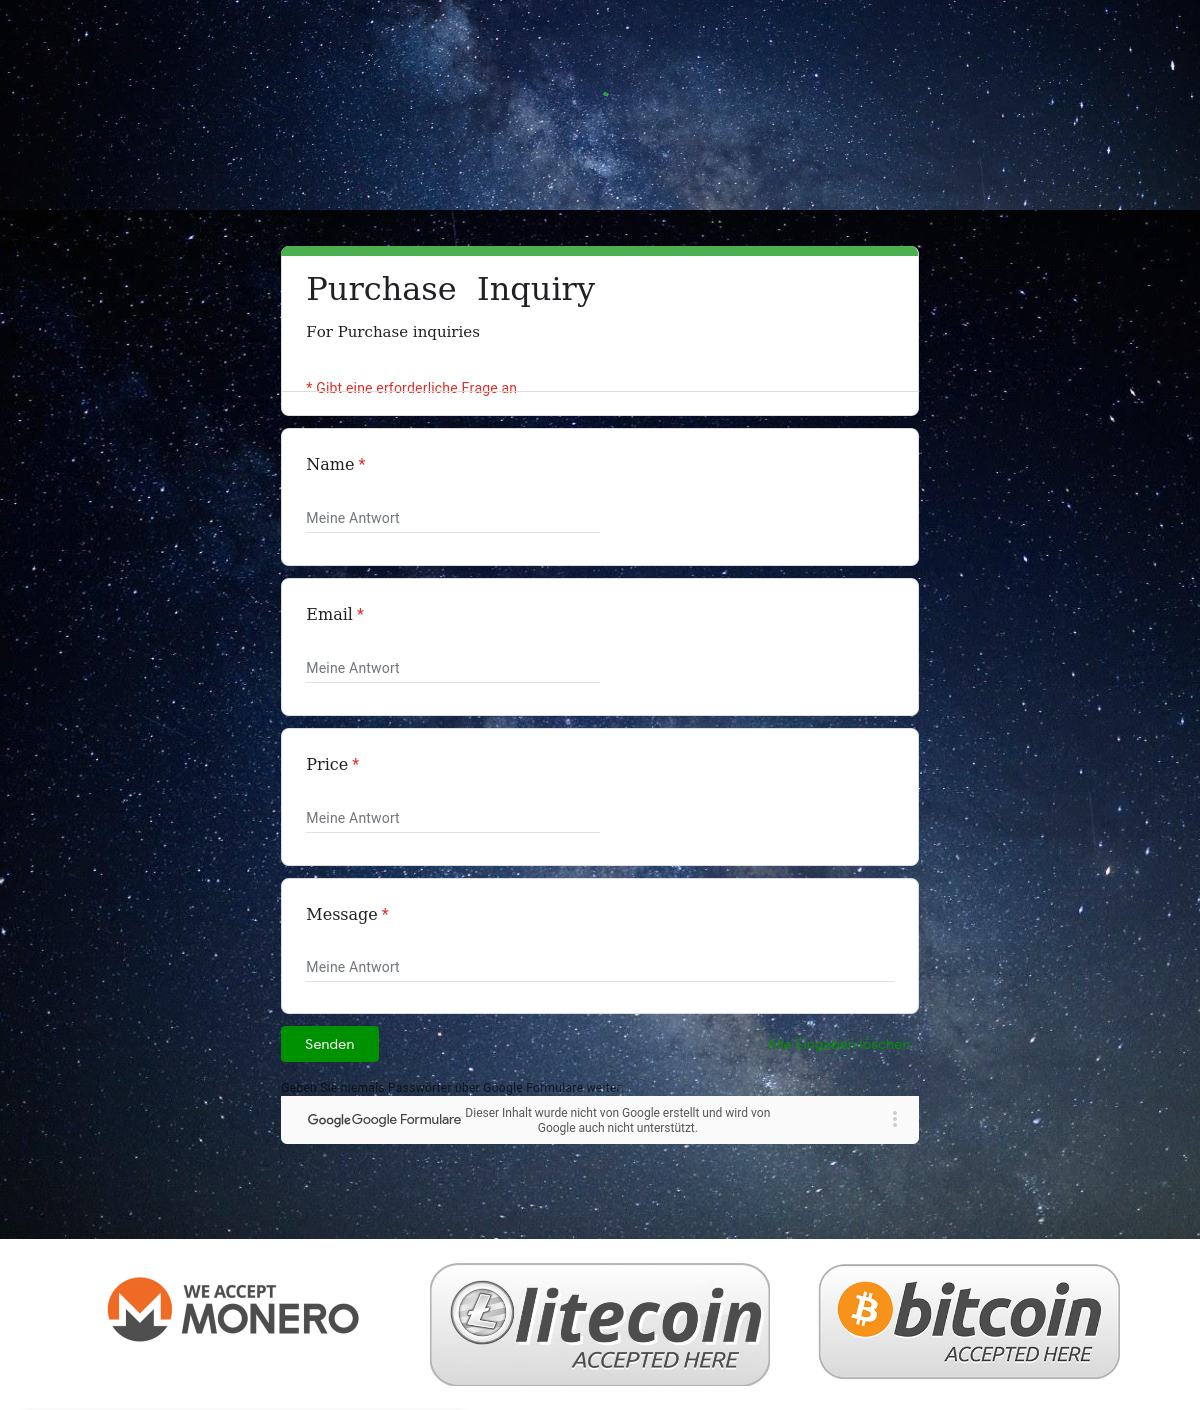 Purchase Inquiry
For Purchase inquiries
* Gibt eine erforderliche Frage an
Name *
Meine Antwort
Email *
Meine Antwort
Price *
Meine Antwort
Message *
Meine Antwort
Senden
Alle Eingaben löschen
Geben Sie niemals Passwörter über Google Formulare weiter.
GoogleGoogle Formulare
Dieser Inhalt wurde nicht von Google erstellt und wird von
Google auch nicht unterstützt.
WE ACCEPT
MONERO
litecoin
ACCEPTED HERE
bitcoin
ACCEPTED HERE